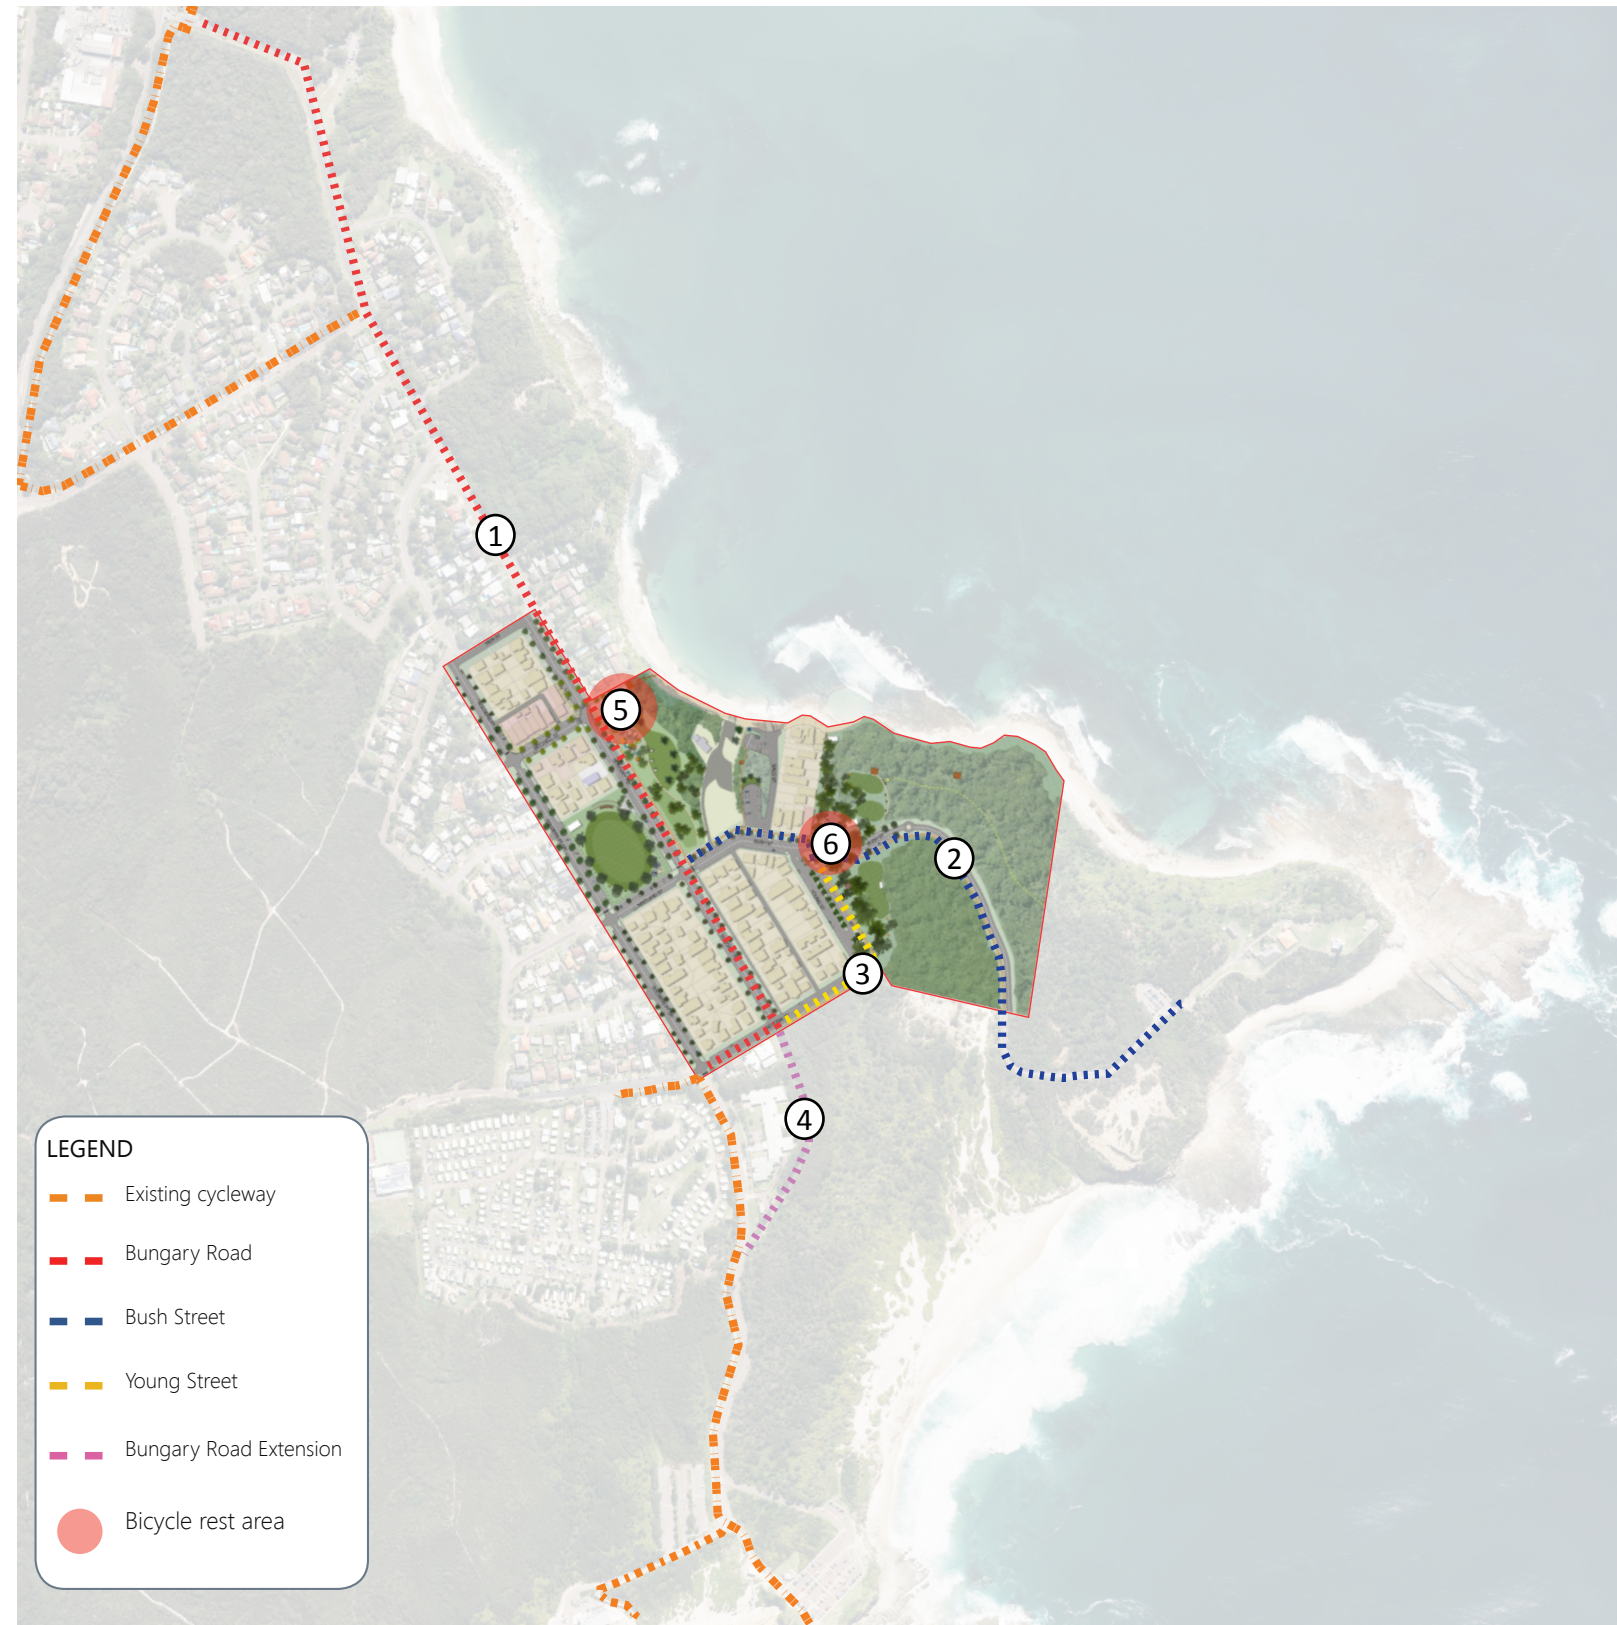 1
5
6
2
3
4
LEGEND
Existing cycleway
Bungary Road
Bush Street
Young Street
Bungary Road Extension
Bicycle rest area